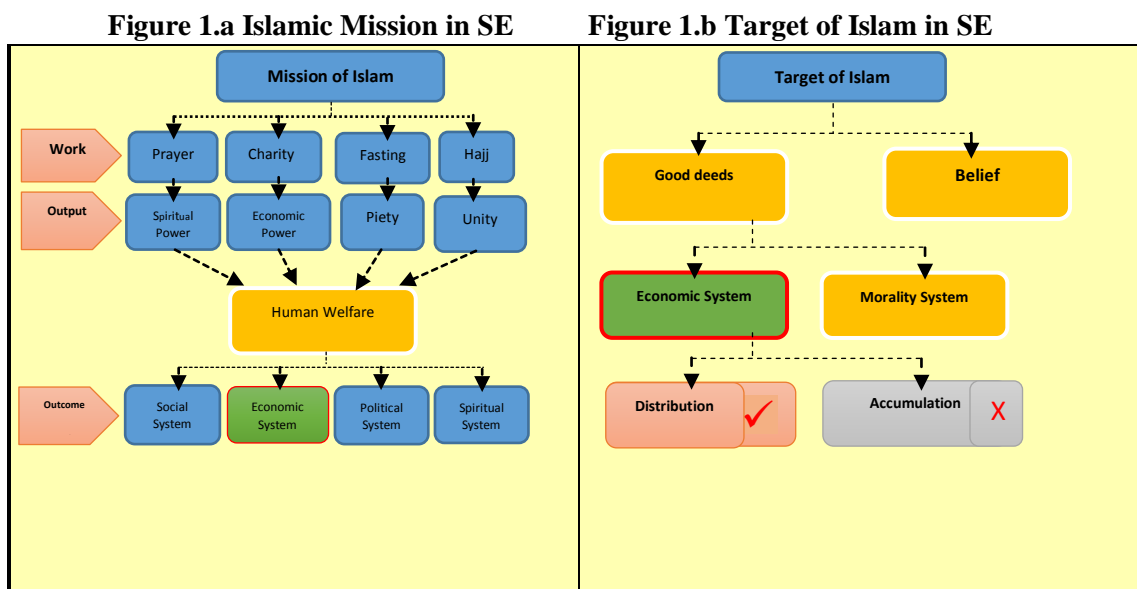 Figure 1.a Islamic Mission in SE
Mission of Islam
Work
Prayer
Charity
Fasting
Hajj
Output
Spiritual
Power
Economic
Power
Piety
Unity
Human Welfare
Outcome
Social
System
Economic
System
Political
System
Spiritual
System
Figure 1.b Target of Islam in SE
Target of Islam
Good deeds
Belief
Economic System
Morality System
Distribution
Accumulation
X